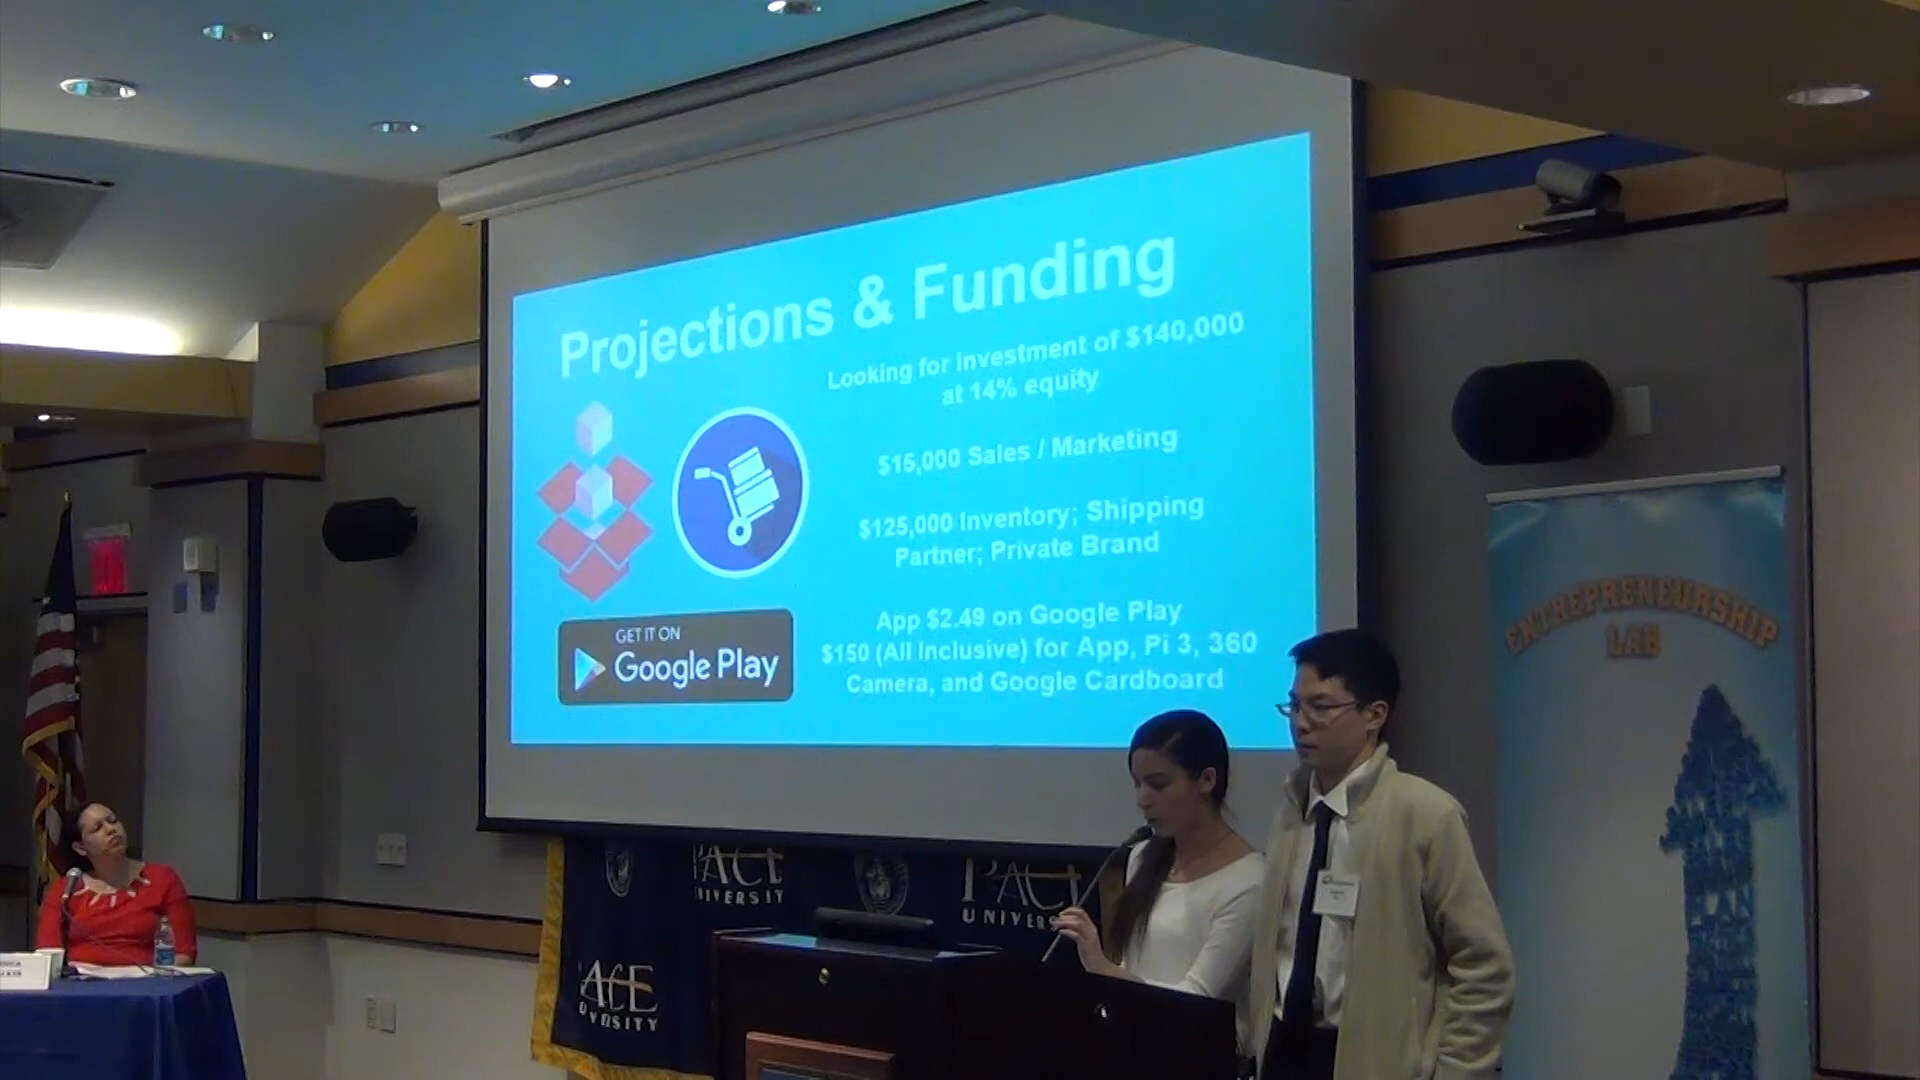 Projections & Funding
Looking for investment of $140,000
at 14% equity
$15,000 Sales / Marketing
$125,000 Inventory; Shipping
Partner; Private Brand
App $2.49 on Google Play
$150 (All Inclusive) for App, Pi 3, 360
Camera, and Google Cardboard
GET IT ON
Google Play
ENTREPRENEURSHIP
LAB
PACE
UNIVERSITY
PACE
UNIVERS
PACE
UNIVERSITY